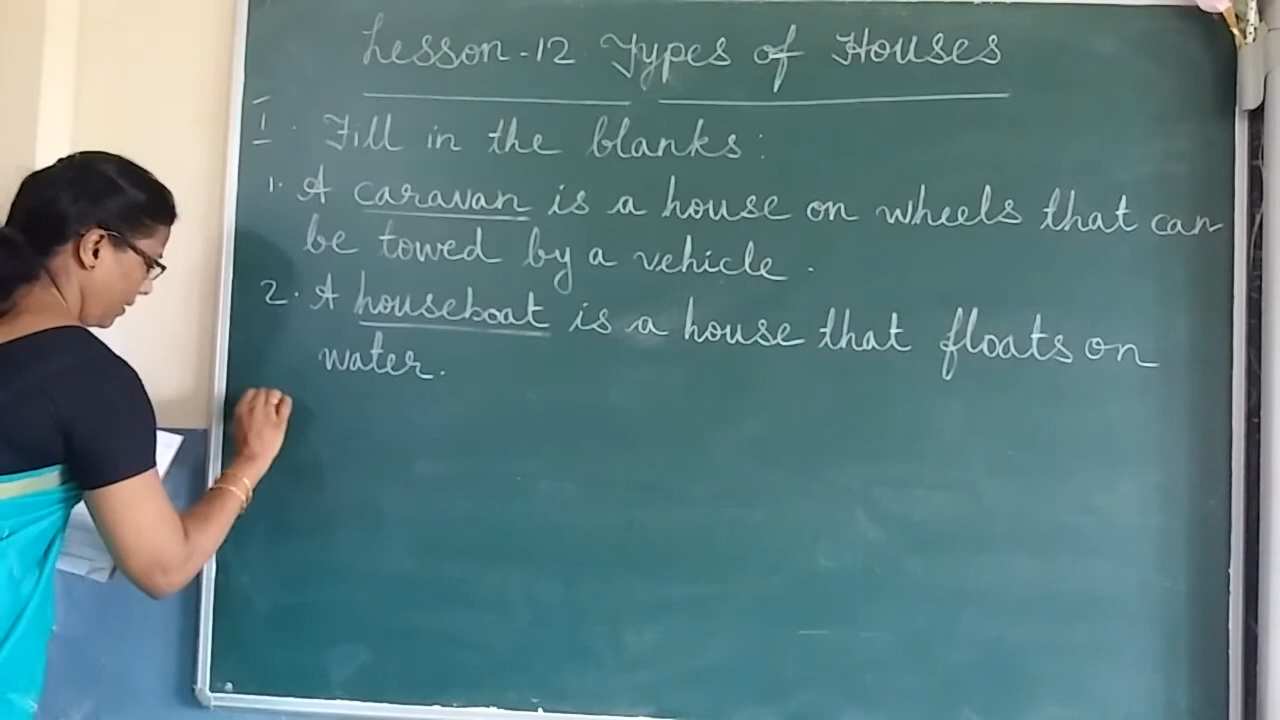 Lesson-12 Types of Houses
I. Fill in the blanks:
1. A caravan is a house on wheels that can
be towed by a vehicle.
2. A houseboat is a house that floats on
water.